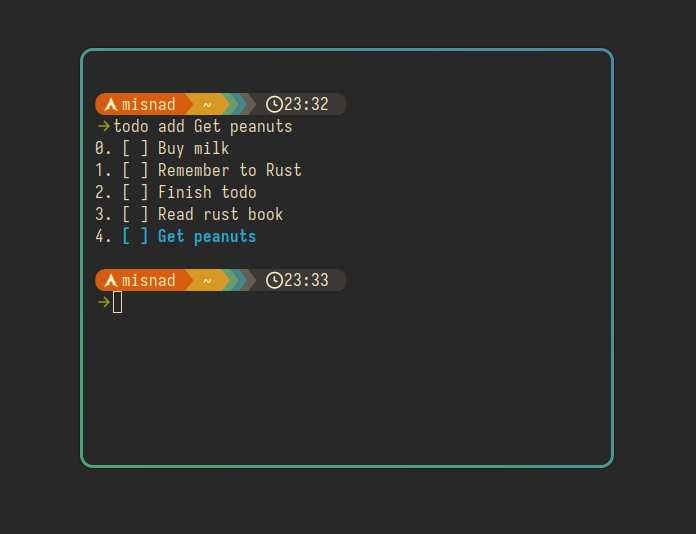 misnad ~ 23:32
→ todo add Get peanuts
0. [ ] Buy milk
1. [ ] Remember to Rust
2. [ ] Finish todo
3. [ ] Read rust book
4. [ ] Get peanuts
misnad ~ 23:33
→